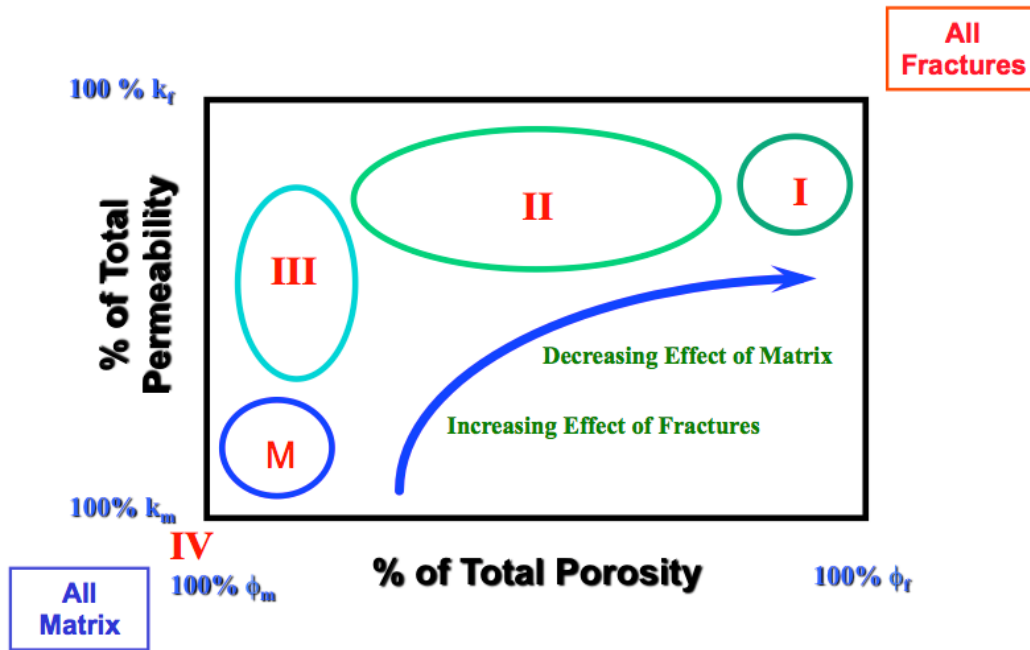 All
Fractures
100 % kf
% of Total
Permeability
I
II
III
Decreasing Effect of Matrix
Increasing Effect of Fractures
M
100% km
IV
% of Total Porosity
100% ϕm
100% ϕf
All
Matrix